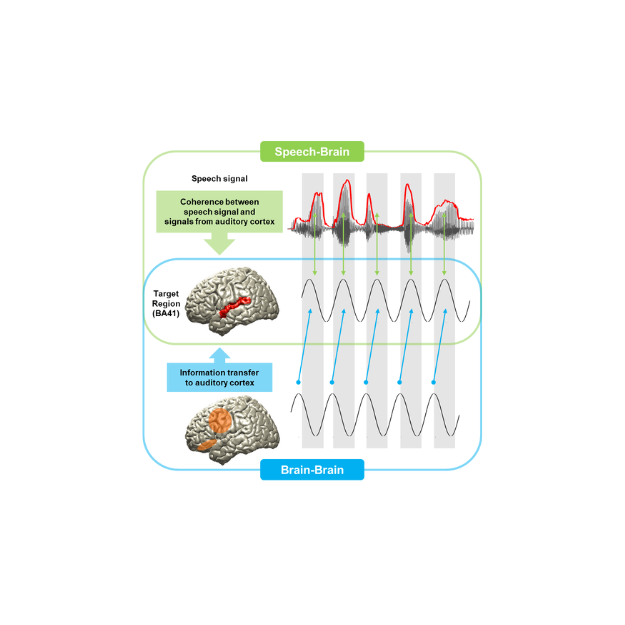 Speech-Brain
Speech signal
Coherence between
speech signal and
signals from auditory cortex
Target
Region
(BA41)
Information transfer
to auditory cortex
Brain-Brain